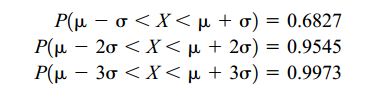 P(μ − σ < X < μ + σ) = 0.6827
P(μ − 2σ < X < μ + 2σ) = 0.9545
P(μ − 3σ < X < μ + 3σ) = 0.9973